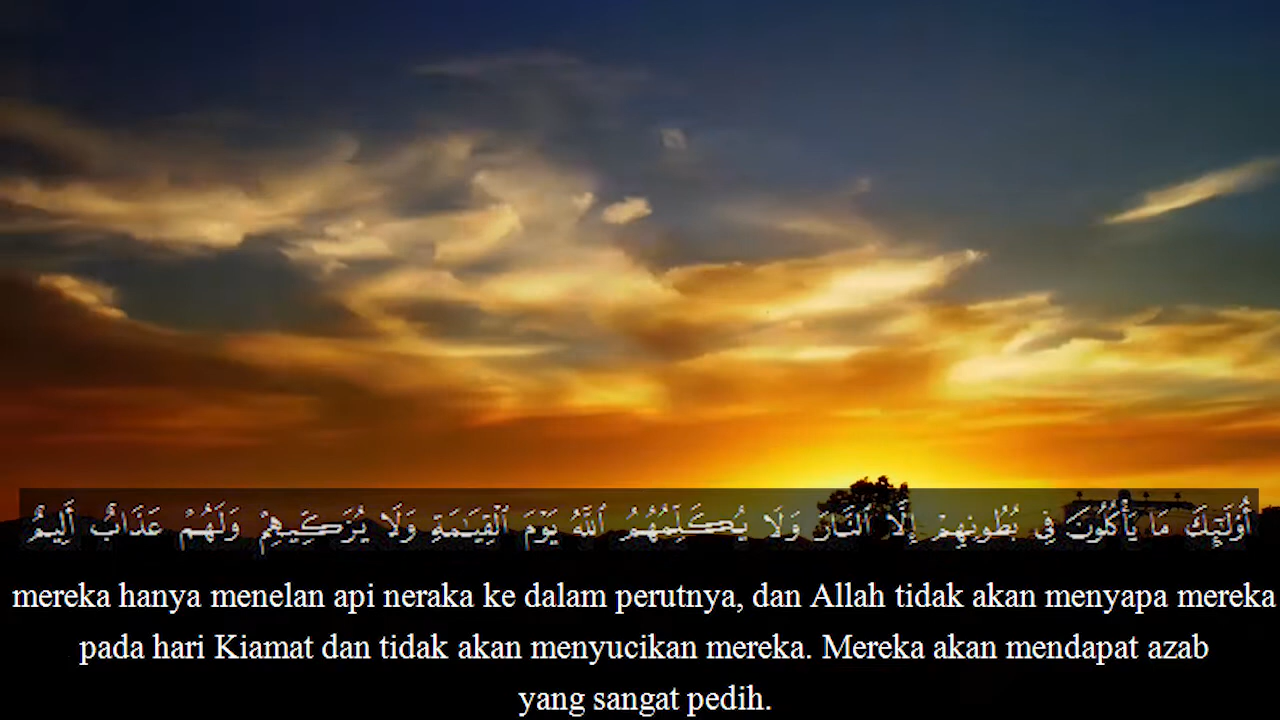 أُوْلَٰٓئِكَ مَا يَأْكُلُونَ فِى بُطُونِهِمْ إِلَّا ٱلنَّارَ وَلَا يُكَلِّمُهُمُ ٱللَّهُ يَوْمَ ٱلْقِيَٰمَةِ وَلَا يُزَكِّيهِمْ وَلَهُمْ عَذَابٌ أَلِيمٌ
mereka hanya menelan api neraka ke dalam perutnya, dan Allah tidak akan menyapa mereka
pada hari Kiamat dan tidak akan menyucikan mereka. Mereka akan mendapat azab
yang sangat pedih.